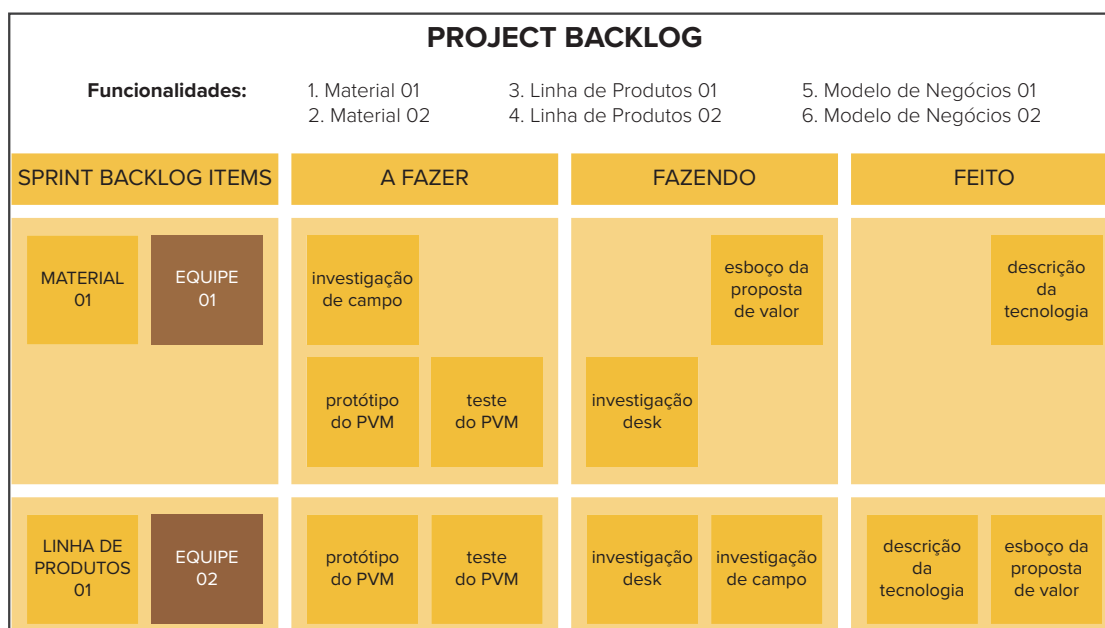 PROJECT BACKLOG
Funcionalidades:
1. Material 01
2. Material 02
3. Linha de Produtos 01
4. Linha de Produtos 02
5. Modelo de Negócios 01
6. Modelo de Negócios 02
SPRINT BACKLOG ITEMS
A FAZER
FAZENDO
FEITO
MATERIAL
01
EQUIPE
01
investigação
de campo
protótipo
do PVM
teste
do PVM
esboço da
proposta
de valor
investigação
desk
descrição
da
tecnologia
LINHA DE
PRODUTOS
01
EQUIPE
02
protótipo
do PVM
teste
do PVM
investigação
desk
investigação
de campo
descrição
da
tecnologia
esboço da
proposta
de valor